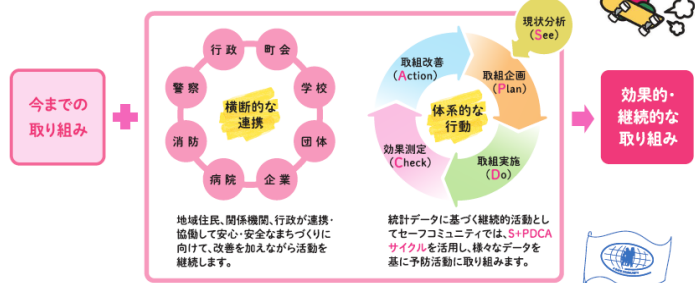 今までの
取り組み
行政
町会
警察
学校
横断的な
連携
消防
団体
病院
企業
地域住民、関係機関、行政が連携・
協働して安心・安全なまちづくりに
向けて、改善を加えながら活動を
継続します。
現状分析
（See）
取組改善
（Action）
取組企画
（Plan）
体系的な
行動
効果測定
（Check）
取組実施
（Do）
統計データに基づく継続的活動とし
てセーフコミュニティでは、S+PDCA
サイクルを活用し、様々なデータを
基に予防活動に取り組みます。
効果的・
継続的な
取り組み